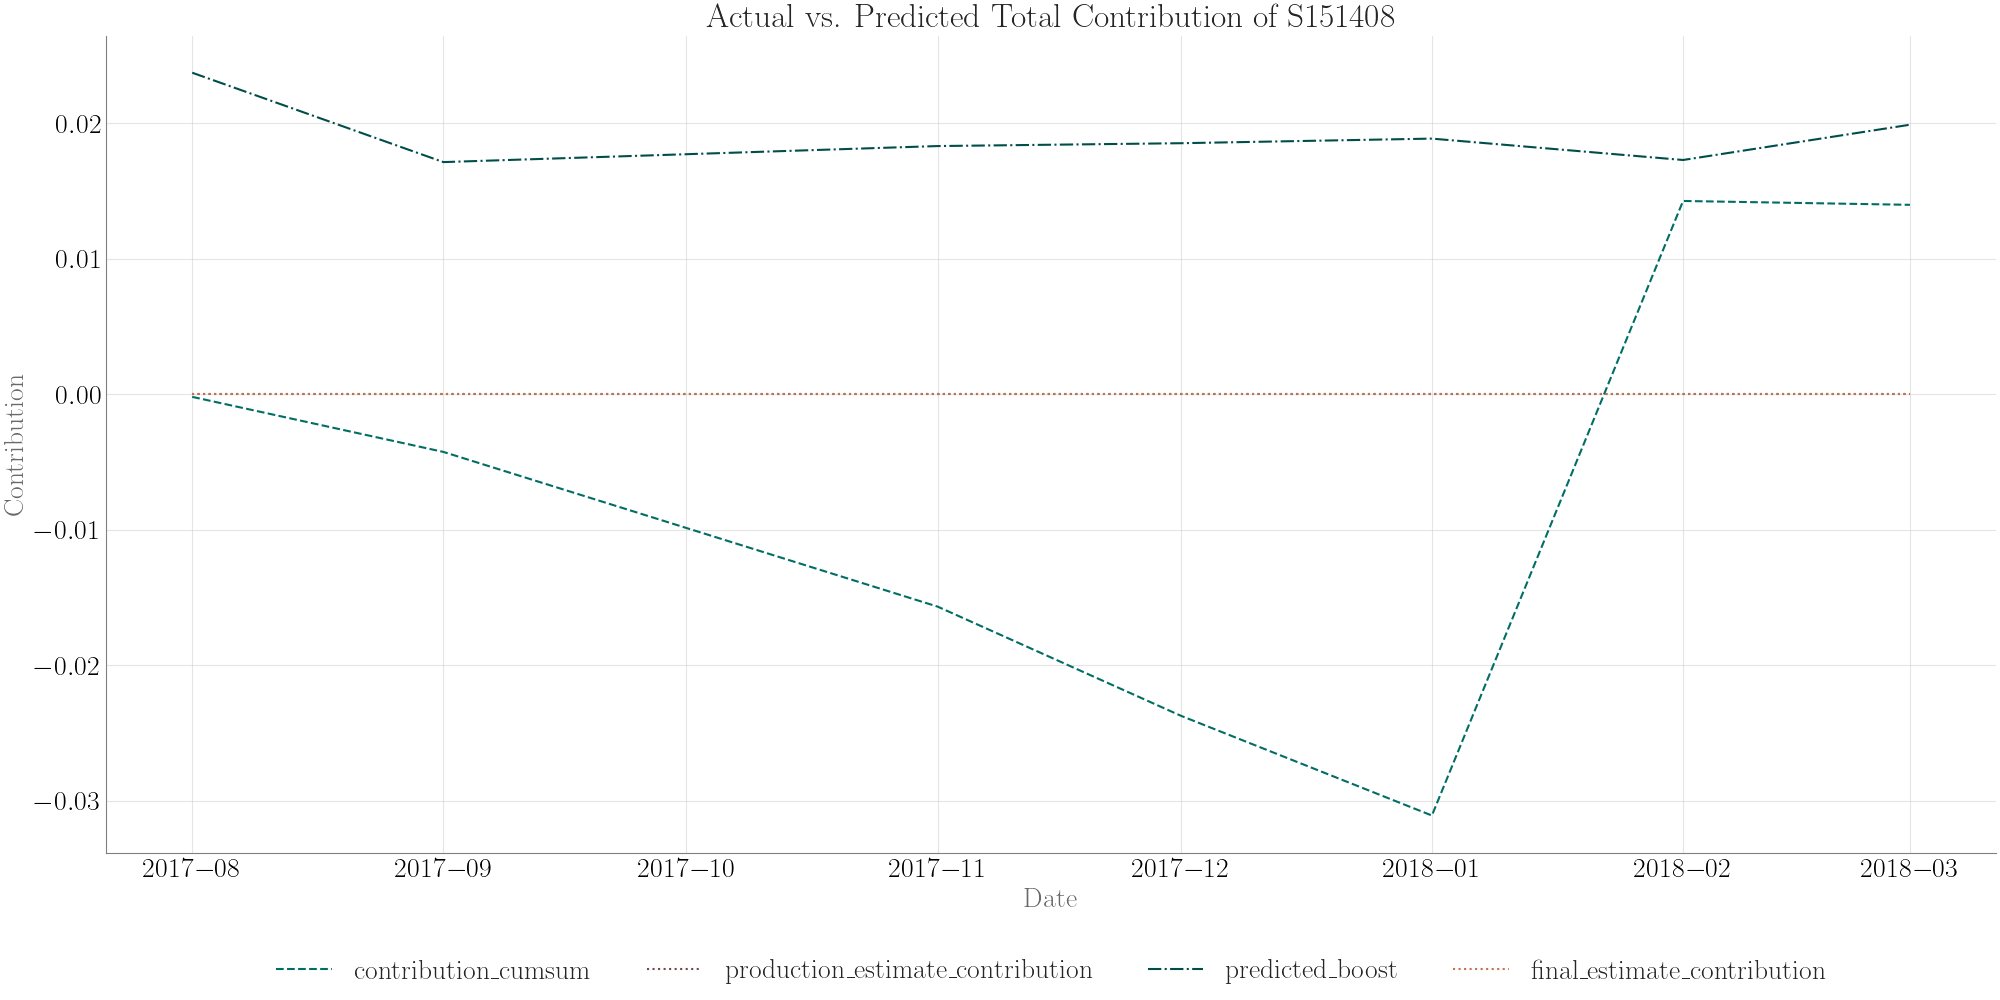 Actual vs. Predicted Total Contribution of S151408
Contribution
0.02
0.01
0.00
−0.01
−0.02
−0.03
2017−08 2017−09 2017−10 2017−11 2017−12 2018−01 2018−02 2018−03
Date
contribution_cumsum production_estimate_contribution predicted_boost final_estimate_contribution